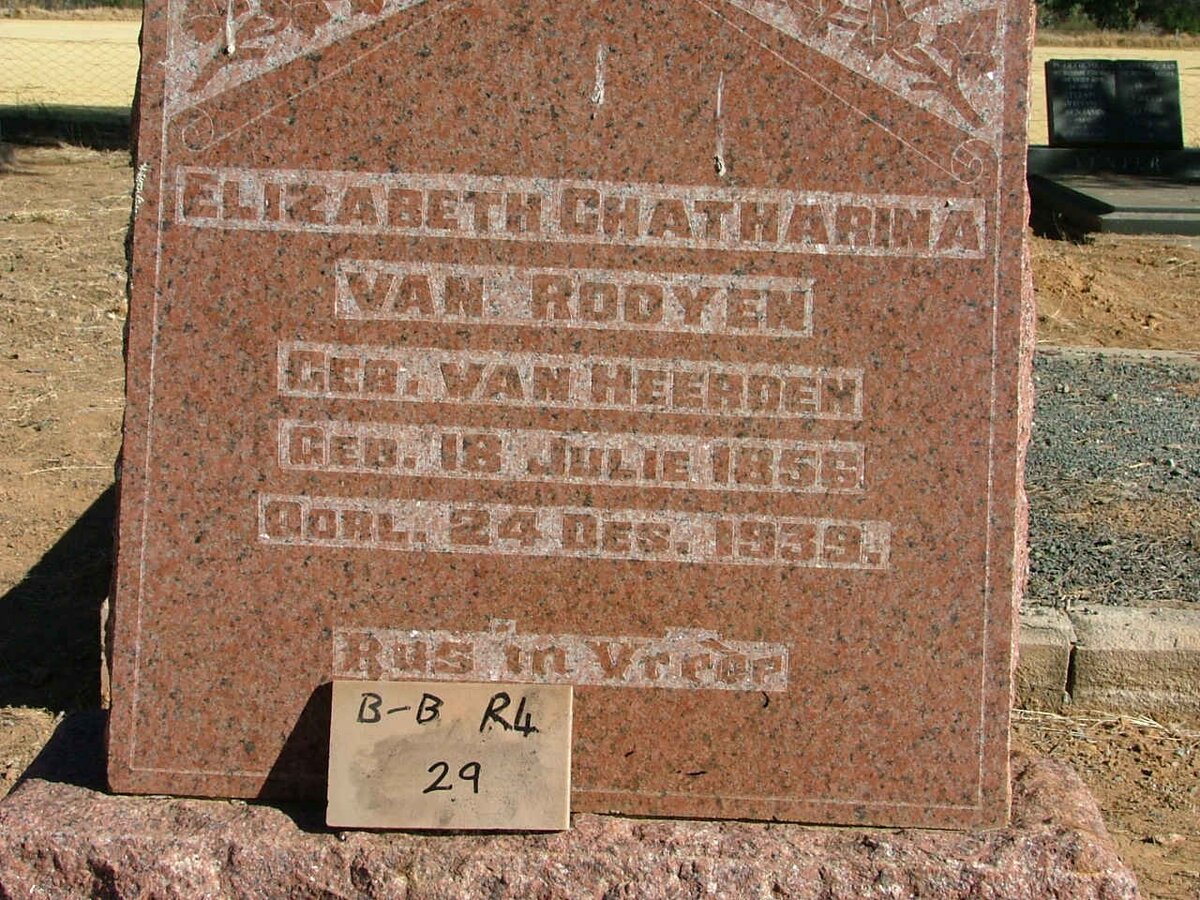 ELIZABETH CHATHARINA
VAN ROOYEN
GEB. VAN HEERDEN
GEB. 18 JULIE 1856
OORL. 24 DES. 1939.
Rus in Vrede
B-B R4
29
VENTER